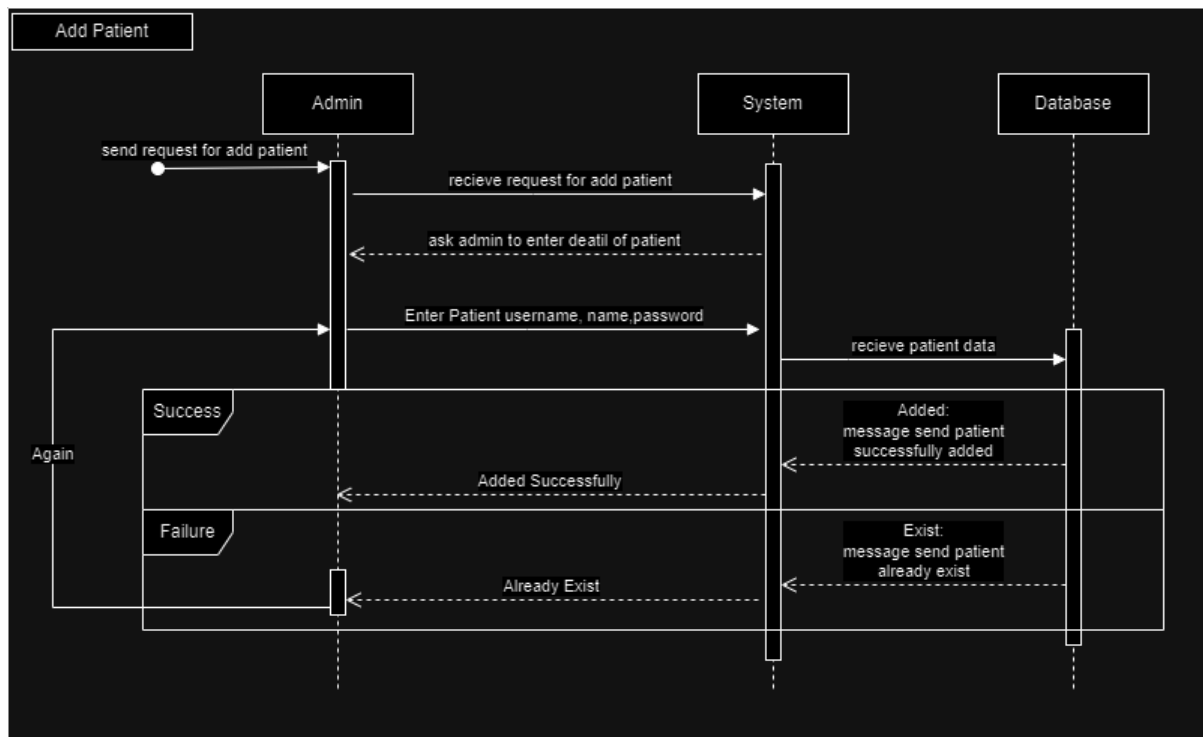 Add Patient
Admin
System
Database
send request for add patient
recieve request for add patient
ask admin to enter deatil of patient
Enter Patient username, name,password
recieve patient data
Success
Added:
message send patient
successfully added
Again
Added Successfully
Failure
Exist:
message send patient
already exist
Already Exist